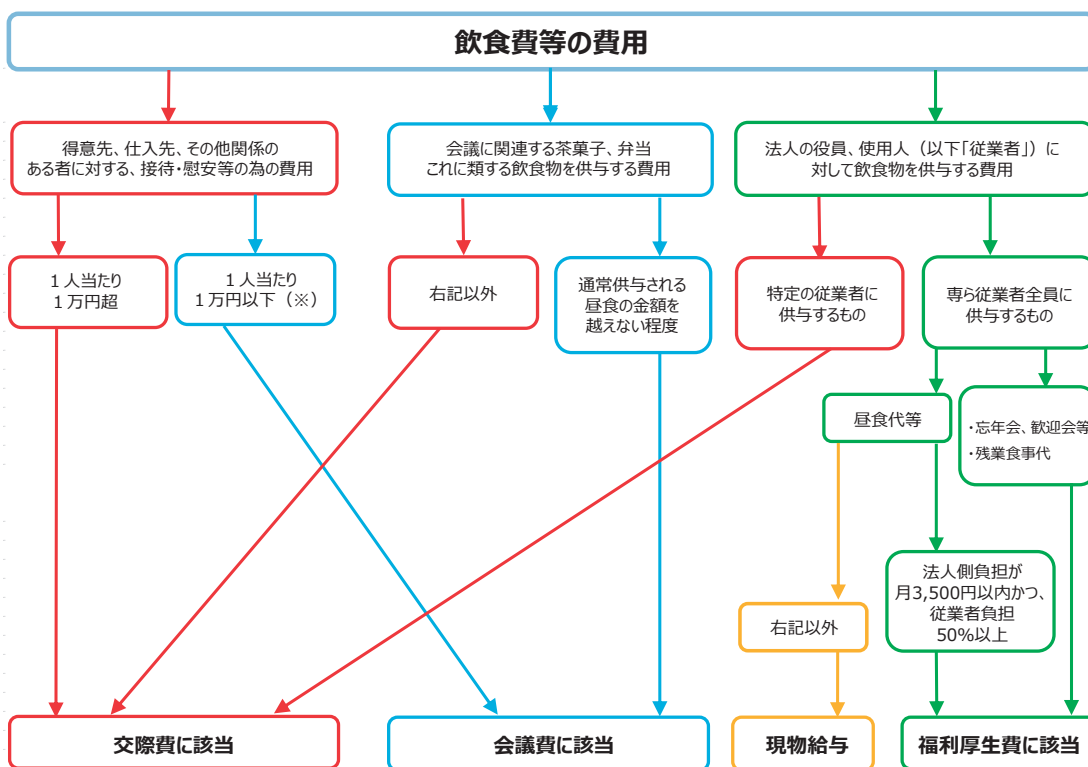 飲食費等の費用
得意先、仕入先、その他関係の
ある者に対する、接待・慰安等の為の費用
会議に関連する茶菓子、弁当
これに類する飲食物を供与する費用
法人の役員、使用人（以下「従業者」）に
対して飲食物を供与する費用
１人当たり
１万円超
１人当たり
１万円以下（※）
右記以外
通常供与される
昼食の金額を
越えない程度
特定の従業者に
供与するもの
専ら従業者全員に
供与するもの
昼食代等
・忘年会、歓迎会等
・残業食事代
法人側負担が
月3,500円以内かつ、
従業者負担
50%以上
右記以外
交際費に該当
会議費に該当
現物給与
福利厚生費に該当